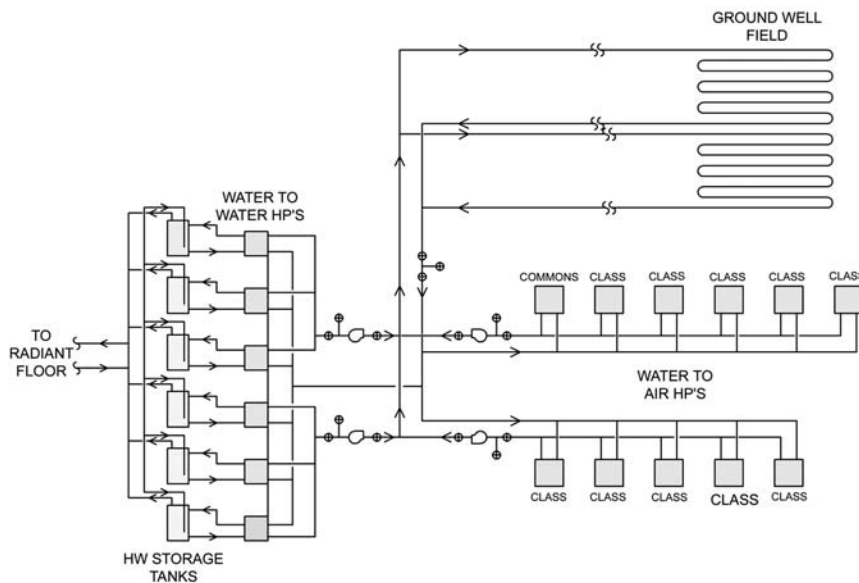 GROUND WELL
FIELD
WATER TO
WATER HP'S
COMMONS
CLASS
CLASS
CLASS
CLASS
CLASS
TO
RADIANT
FLOOR
WATER TO
AIR HP'S
CLASS
CLASS
CLASS
CLASS
CLASS
HW STORAGE
TANKS